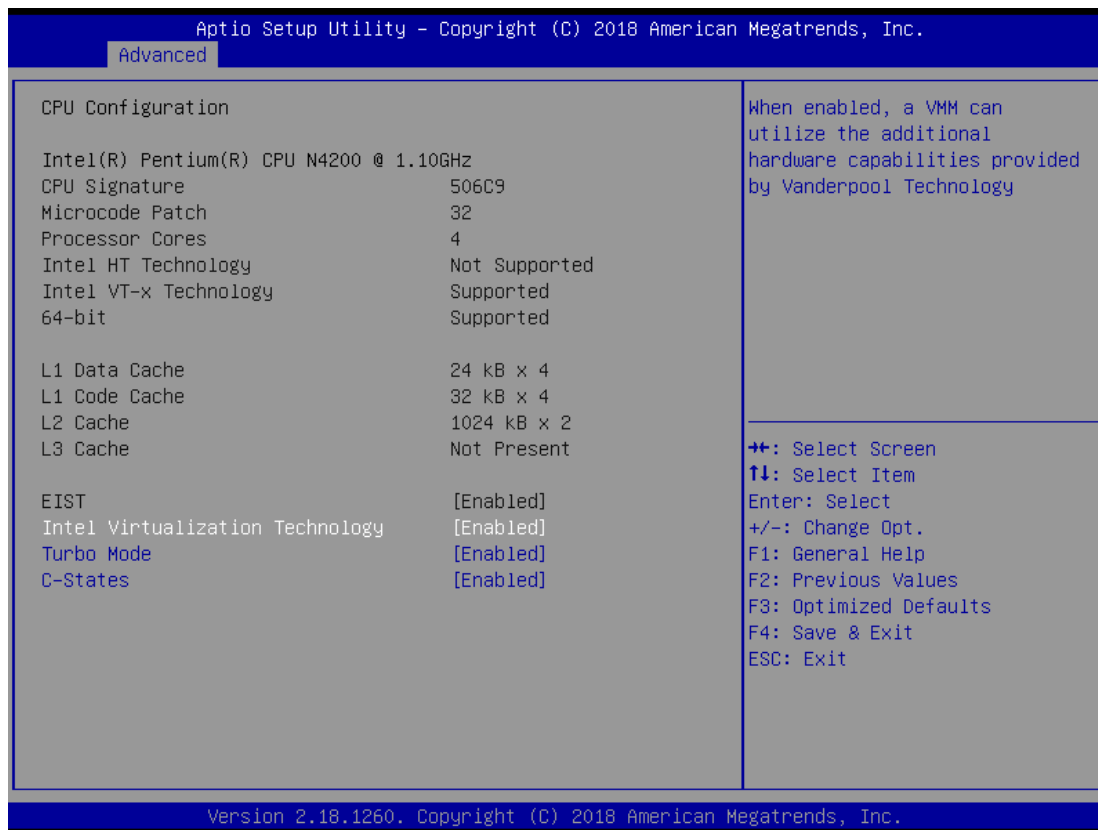 Aptio Setup Utility – Copyright (C) 2018 American Megatrends, Inc.
Advanced
CPU Configuration
Intel(R) Pentium(R) CPU N4200 @ 1.10GHz
CPU Signature 506C9
Microcode Patch 32
Processor Cores 4
Intel HT Technology Not Supported
Intel VT-x Technology Supported
64-bit Supported
L1 Data Cache 24 kB x 4
L1 Code Cache 32 kB x 4
L2 Cache 1024 kB x 2
L3 Cache Not Present
EIST [Enabled]
Intel Virtualization Technology [Enabled]
Turbo Mode [Enabled]
C-States [Enabled]
When enabled, a VMM can
utilize the additional
hardware capabilities provided
by Vanderpool Technology
→←: Select Screen
↑↓: Select Item
Enter: Select
+/-: Change Opt.
F1: General Help
F2: Previous Values
F3: Optimized Defaults
F4: Save & Exit
ESC: Exit
Version 2.18.1260. Copyright (C) 2018 American Megatrends, Inc.